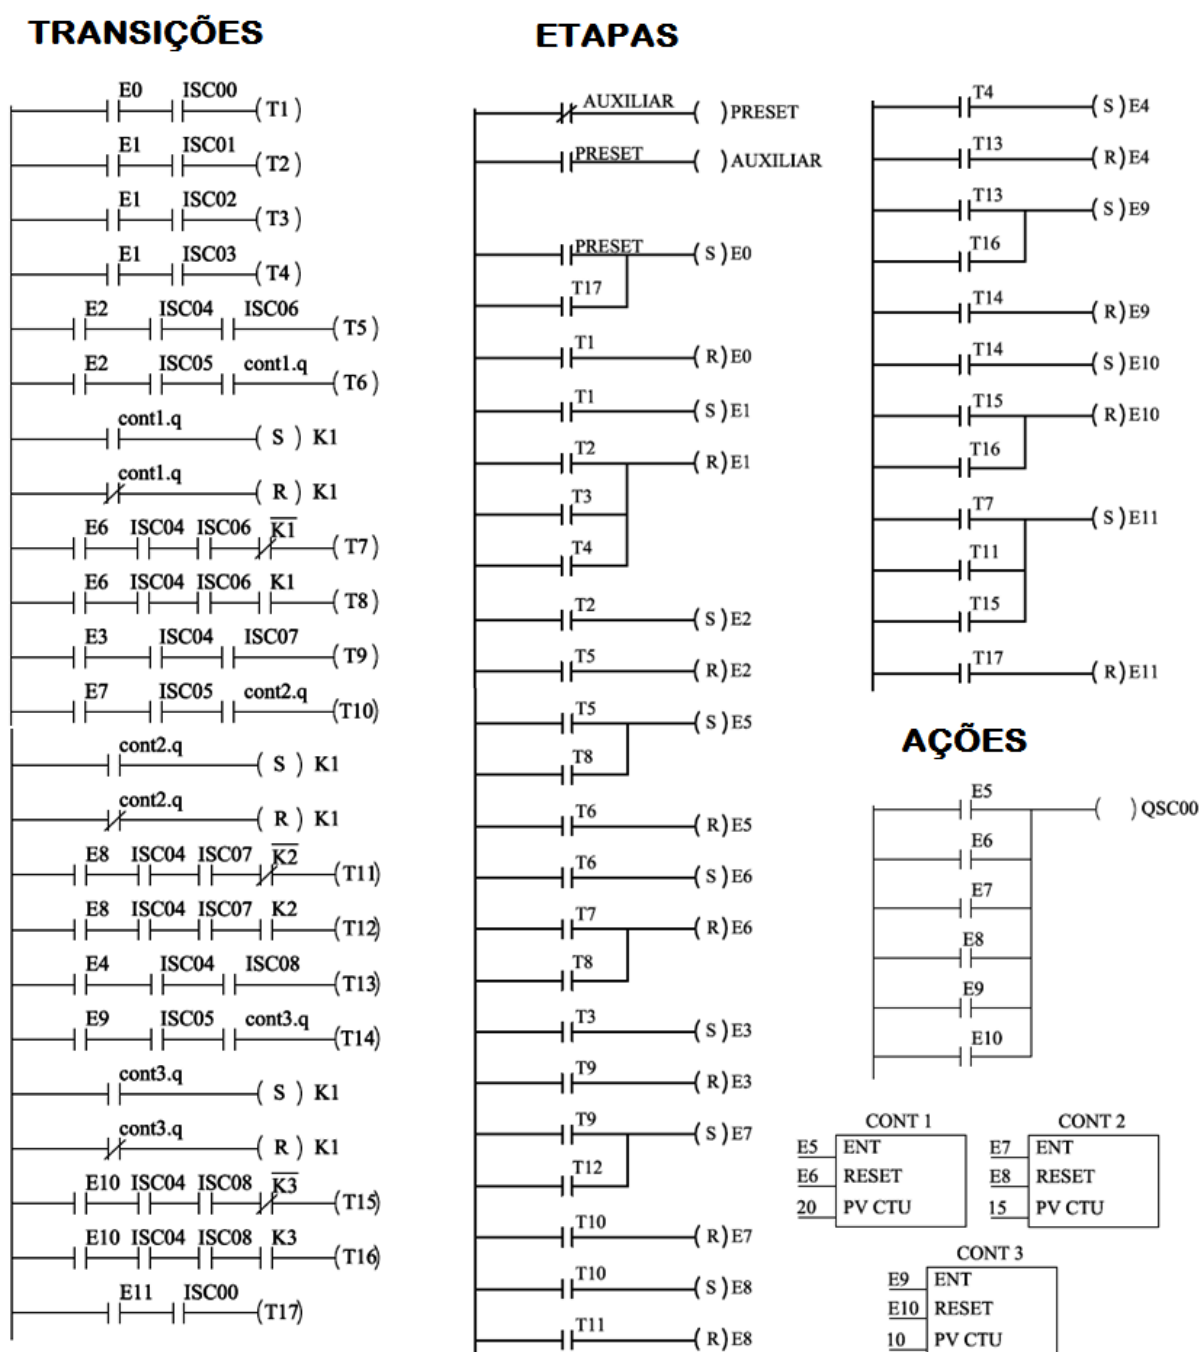 TRANSIÇÕES
E0 ISC00 (T1)
E1 ISC01 (T2)
E1 ISC02 (T3)
E1 ISC03 (T4)
E2 ISC04 ISC06 (T5)
E2 ISC05 cont1.q (T6)
cont1.q (S) K1
cont1.q (R) K1
E6 ISC04 ISC06 K1 (T7)
E6 ISC04 ISC06 K1 (T8)
E3 ISC04 ISC07 (T9)
E7 ISC05 cont2.q (T10)
cont2.q (S) K1
cont2.q (R) K1
E8 ISC04 ISC07 K2 (T11)
E8 ISC04 ISC07 K2 (T12)
E4 ISC04 ISC08 (T13)
E9 ISC05 cont3.q (T14)
cont3.q (S) K1
cont3.q (R) K1
E10 ISC04 ISC08 K3 (T15)
E10 ISC04 ISC08 K3 (T16)
E11 ISC00 (T17)
ETAPAS
AUXILIAR ( ) PRESET
PRESET ( ) AUXILIAR
PRESET (S) E0
T17
T1 (R) E0
T1 (S) E1
T2 (R) E1
T3
T4
T2 (S) E2
T5 (R) E2
T5 (S) E5
T8
T6 (R) E5
T6 (S) E6
T7 (R) E6
T8
T3 (S) E3
T9 (R) E3
T9 (S) E7
T12
T10 (R) E7
T10 (S) E8
T11 (R) E8
T4 (S) E4
T13 (R) E4
T13 (S) E9
T16
T14 (R) E9
T14 (S) E10
T15 (R) E10
T16
T7 (S) E11
T11
T15
T17 (R) E11
AÇÕES
E5 ( ) QSC00
E6
E7
E8
E9
E10
CONT 1
E5 ENT
E6 RESET
20 PV CTU
CONT 2
E7 ENT
E8 RESET
15 PV CTU
CONT 3
E9 ENT
E10 RESET
10 PV CTU